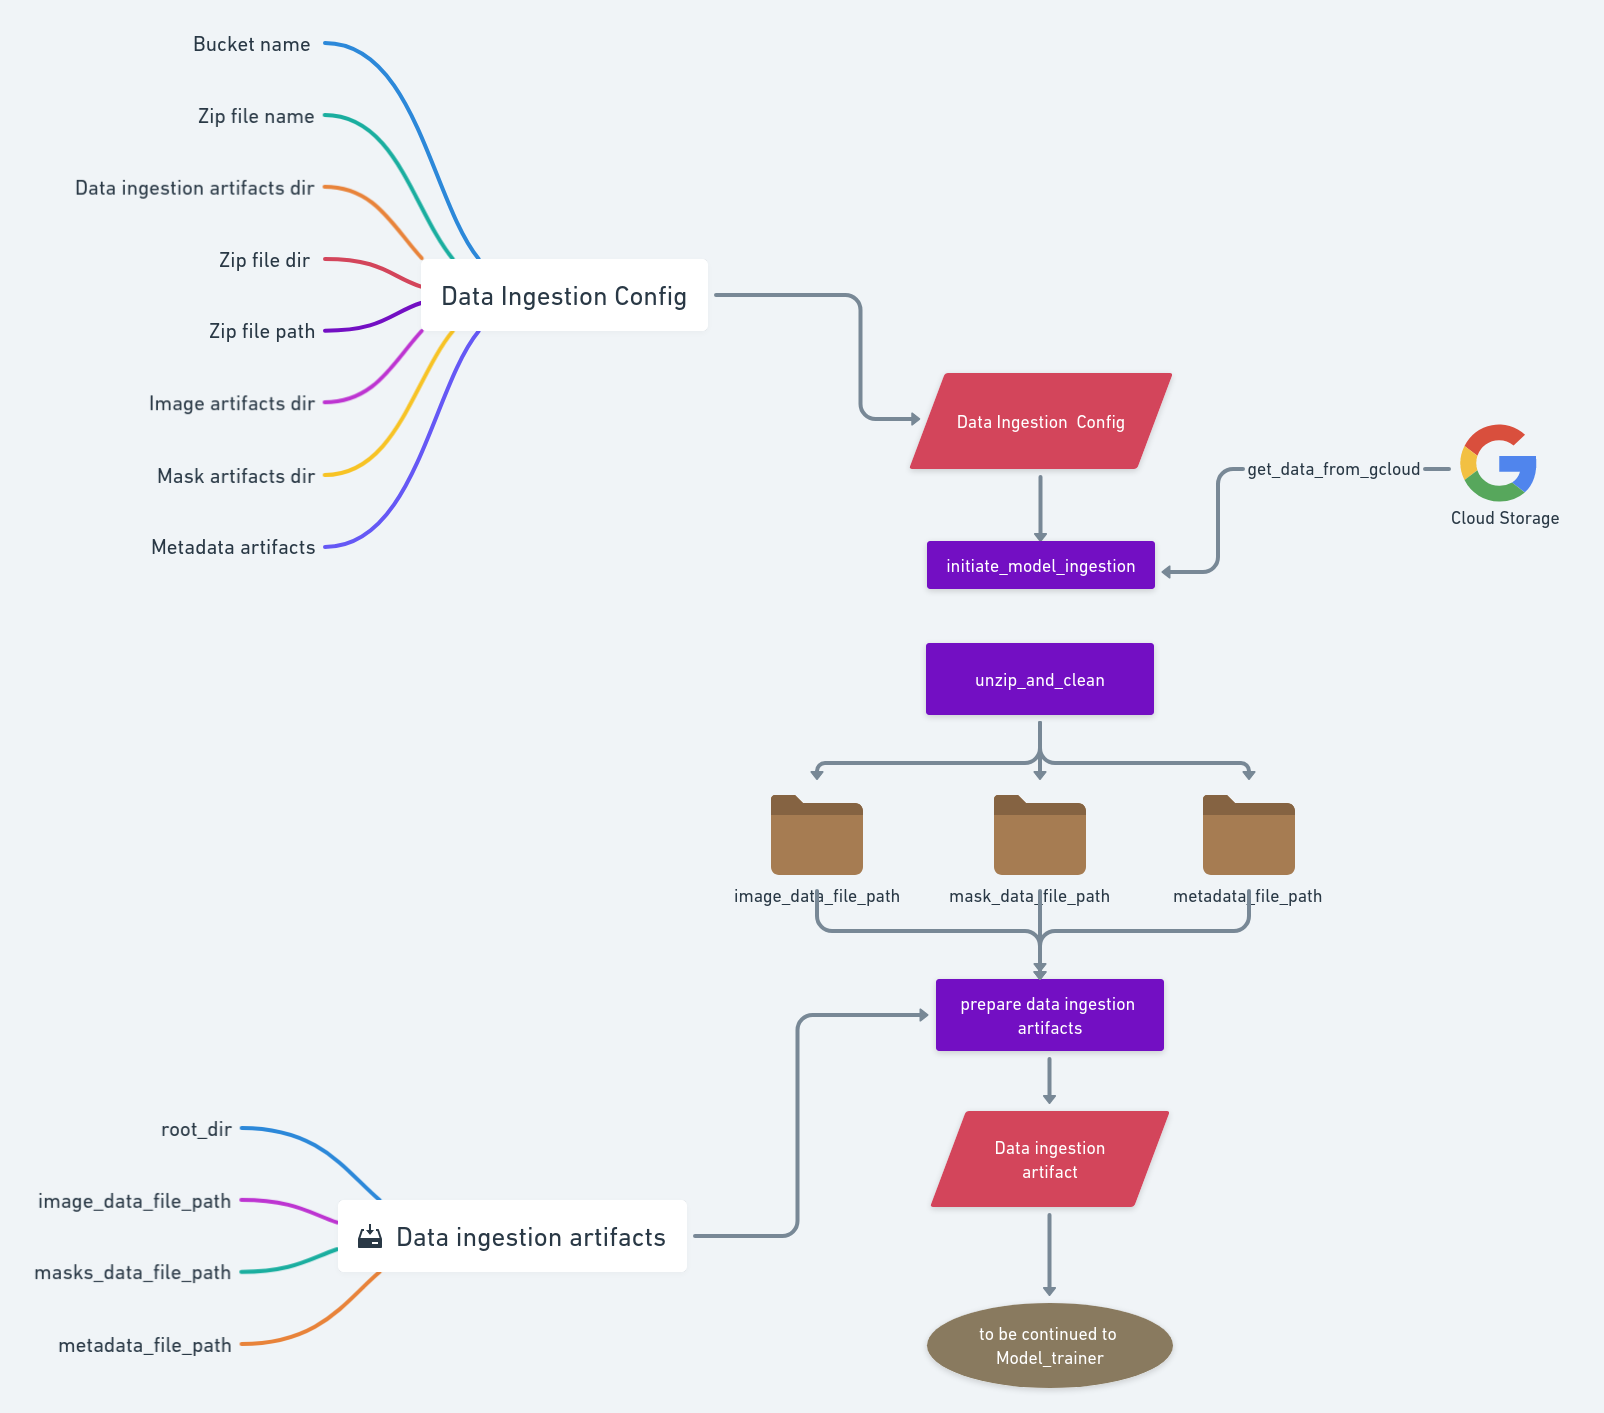 Bucket name
Zip file name
Data ingestion artifacts dir
Zip file dir
Zip file path
Image artifacts dir
Mask artifacts dir
Metadata artifacts
Data Ingestion Config
Data Ingestion  Config
get_data_from_gcloud
Cloud Storage
initiate_model_ingestion
unzip_and_clean
image_data_file_path
mask_data_file_path
metadata_file_path
prepare data ingestion
artifacts
root_dir
image_data_file_path
masks_data_file_path
metadata_file_path
Data ingestion artifacts
Data ingestion
artifact
to be continued to
Model_trainer